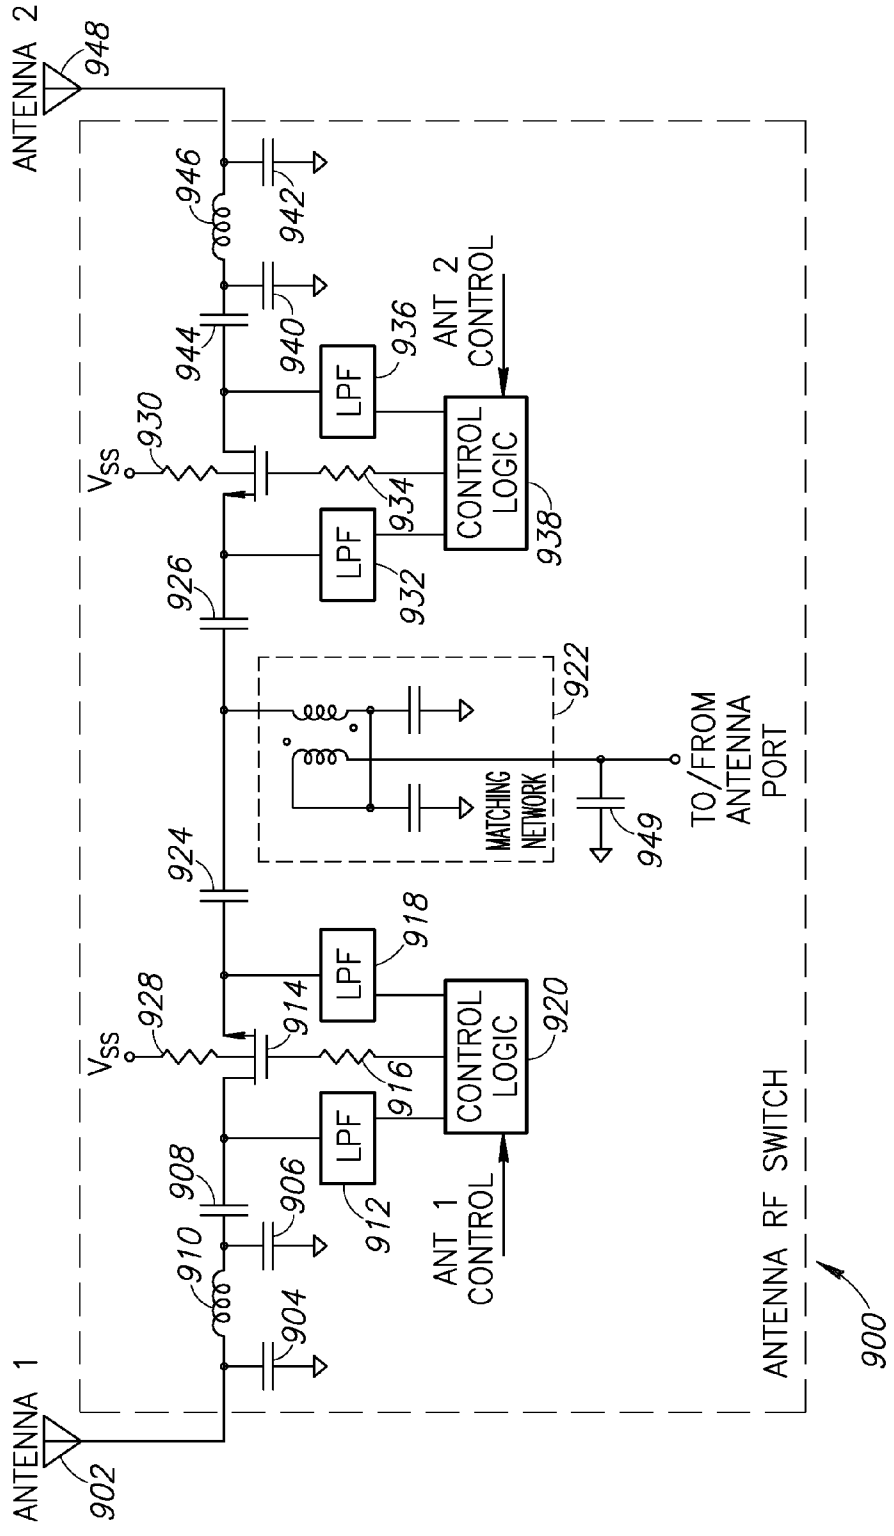 ANTENNA 1
902
ANTENNA 2
948
904
910
906
908
VSS
928
914
916
LPF
912
LPF
918
CONTROL
LOGIC
920
ANT 1
CONTROL
924
MATCHING
NETWORK
922
949
TO/FROM
ANTENNA
PORT
926
VSS
930
934
LPF
932
LPF
936
CONTROL
LOGIC
938
ANT 2
CONTROL
944
940
946
942
ANTENNA RF SWITCH
900